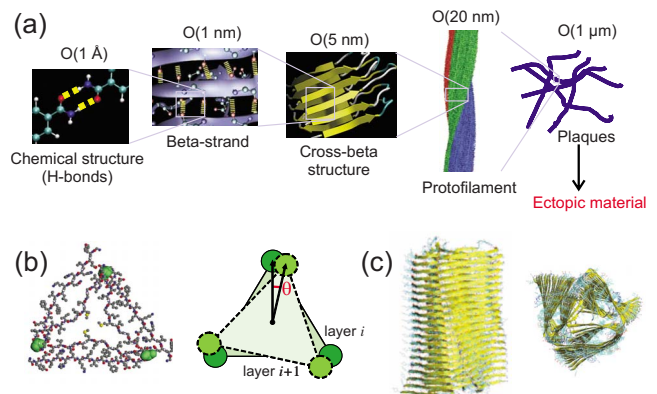 (a)
O(1 Å)
O(1 nm)
O(5 nm)
O(20 nm)
O(1 µm)
Chemical structure
(H-bonds)
Beta-strand
Cross-beta
structure
Protofilament
Plaques
Ectopic material
(b)
θ
layer i
layer i+1
(c)